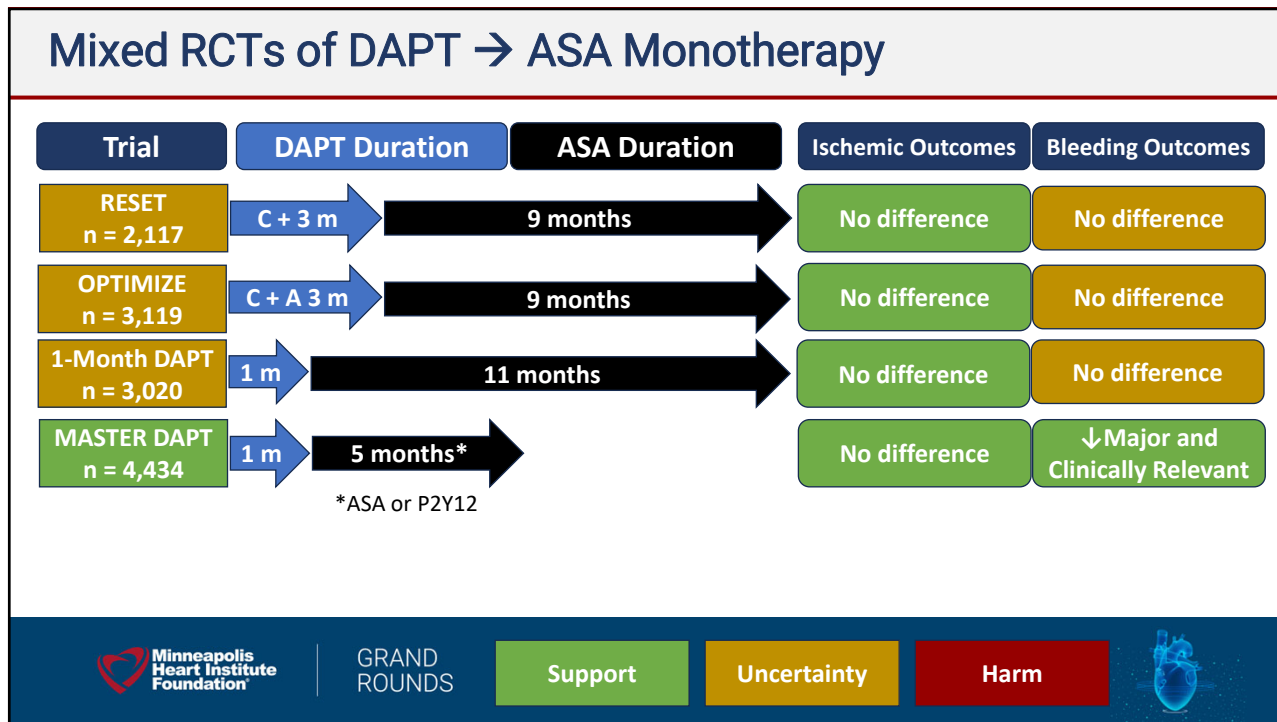 Mixed RCTs of DAPT → ASA Monotherapy
Trial
DAPT Duration
ASA Duration
Ischemic Outcomes
Bleeding Outcomes
RESET
n = 2,117
C + 3 m
9 months
No difference
No difference
OPTIMIZE
n = 3,119
C + A 3 m
9 months
No difference
No difference
1-Month DAPT
n = 3,020
1 m
11 months
No difference
No difference
MASTER DAPT
n = 4,434
1 m
5 months*
No difference
↓Major and
Clinically Relevant
*ASA or P2Y12
Minneapolis
Heart Institute
Foundation®
GRAND
ROUNDS
Support
Uncertainty
Harm